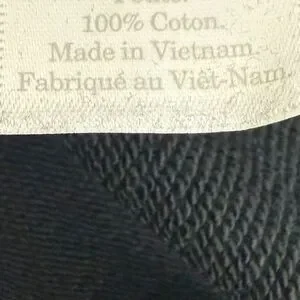 100% Coton.
Made in Vietnam.
Fabriqué au Viêt-Nam.